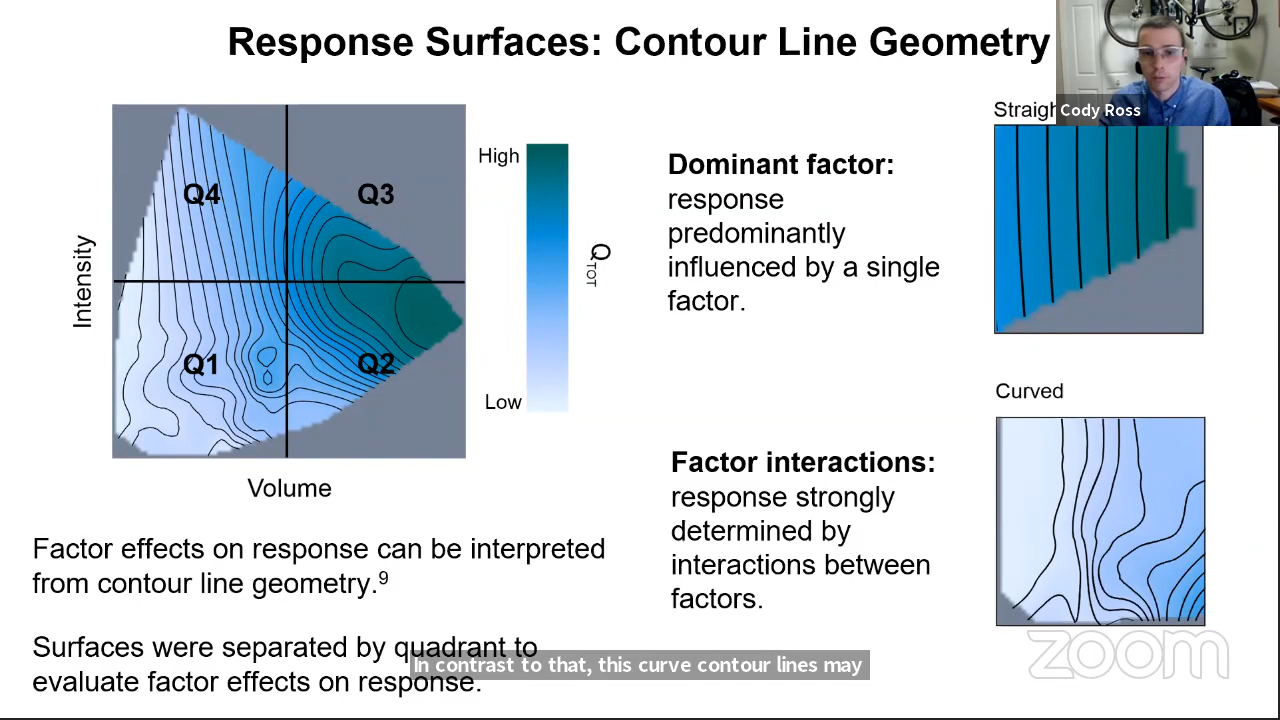 Response Surfaces: Contour Line Geometry
Cody Ross
Q4
Q3
Q1
Q2
Intensity
Volume
High
Low
QTOT
Dominant factor:
response
predominantly
influenced by a single
factor.
Curved
Factor interactions:
response strongly
determined by
interactions between
factors.
Factor effects on response can be interpreted
from contour line geometry.⁹
Surfaces were separated by quadrant to
evaluate factor effects on response.
In contrast to that, this curve contour lines may
zoom